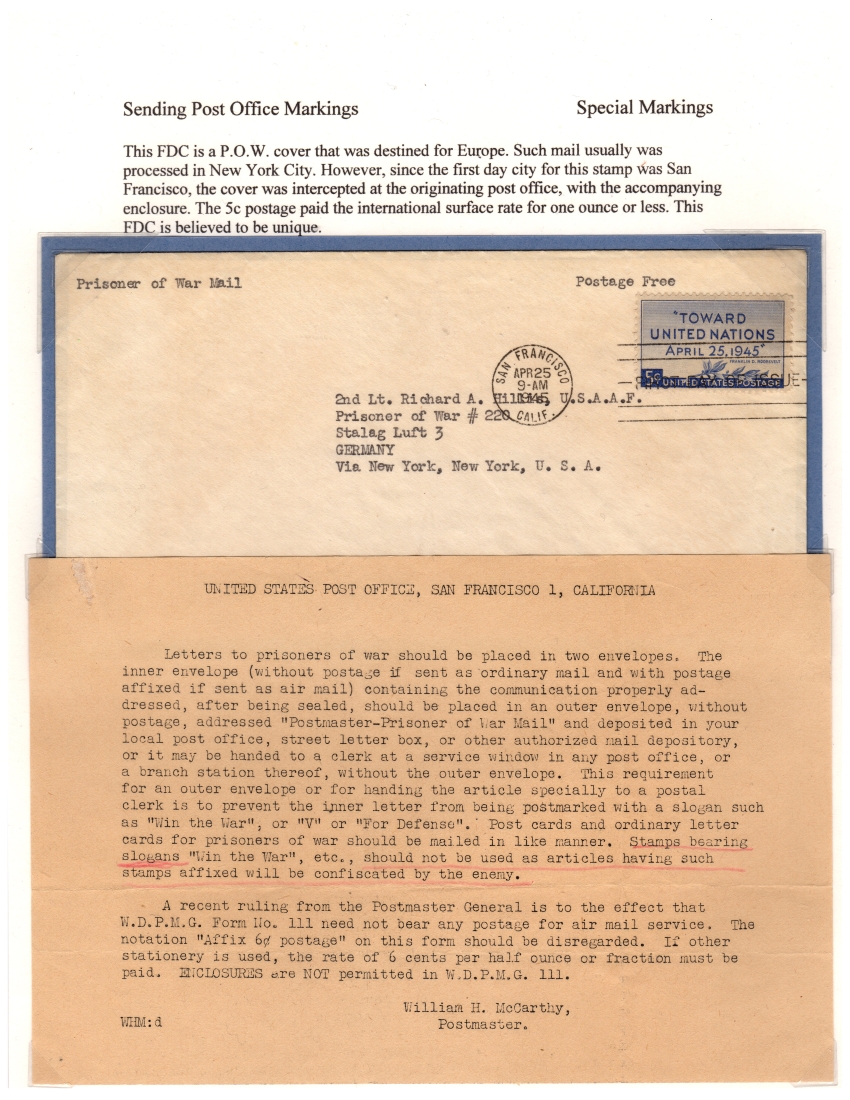 Sending Post Office Markings Special Markings
This FDC is a P.O.W. cover that was destined for Europe. Such mail usually was
processed in New York City. However, since the first day city for this stamp was San
Francisco, the cover was intercepted at the originating post office, with the accompanying
enclosure. The 5c postage paid the international surface rate for one ounce or less. This
FDC is believed to be unique.
Prisoner of War Mail Postage Free
"TOWARD
UNITED NATIONS
APRIL 25, 1945"
FRANKLIN D. ROOSEVELT
5¢ UNITED STATES POSTAGE
SAN FRANCISCO
APR 25
9-AM
1945
CALIF.
2nd Lt. Richard A. U.S.A.A.F.
Prisoner of War # 220
Stalag Luft 3
GERMANY
Via New York, New York, U. S. A.
UNITED STATES POST OFFICE, SAN FRANCISCO 1, CALIFORNIA
Letters to prisoners of war should be placed in two envelopes. The
inner envelope (without postage if sent as ordinary mail and with postage
affixed if sent as air mail) containing the communication properly ad-
dressed, after being sealed, should be placed in an outer envelope, without
postage, addressed "Postmaster-Prisoner of War Mail" and deposited in your
local post office, street letter box, or other authorized mail depository,
or it may be handed to a clerk at a service window in any post office, or
a branch station thereof, without the outer envelope. This requirement
for an outer envelope or for handing the article specially to a postal
clerk is to prevent the inner letter from being postmarked with a slogan such
as "Win the War", or "V" or "For Defense". Post cards and ordinary letter
cards for prisoners of war should be mailed in like manner. Stamps bearing
slogans "Win the War", etc., should not be used as articles having such
stamps affixed will be confiscated by the enemy.
A recent ruling from the Postmaster General is to the effect that
W.D.P.M.G. Form No. 111 need not bear any postage for air mail service. The
notation "Affix 6¢ postage" on this form should be disregarded. If other
stationery is used, the rate of 6 cents per half ounce or fraction must be
paid. ENCLOSURES are NOT permitted in W.D.P.M.G. 111.
William H. McCarthy,
WHM:d Postmaster.